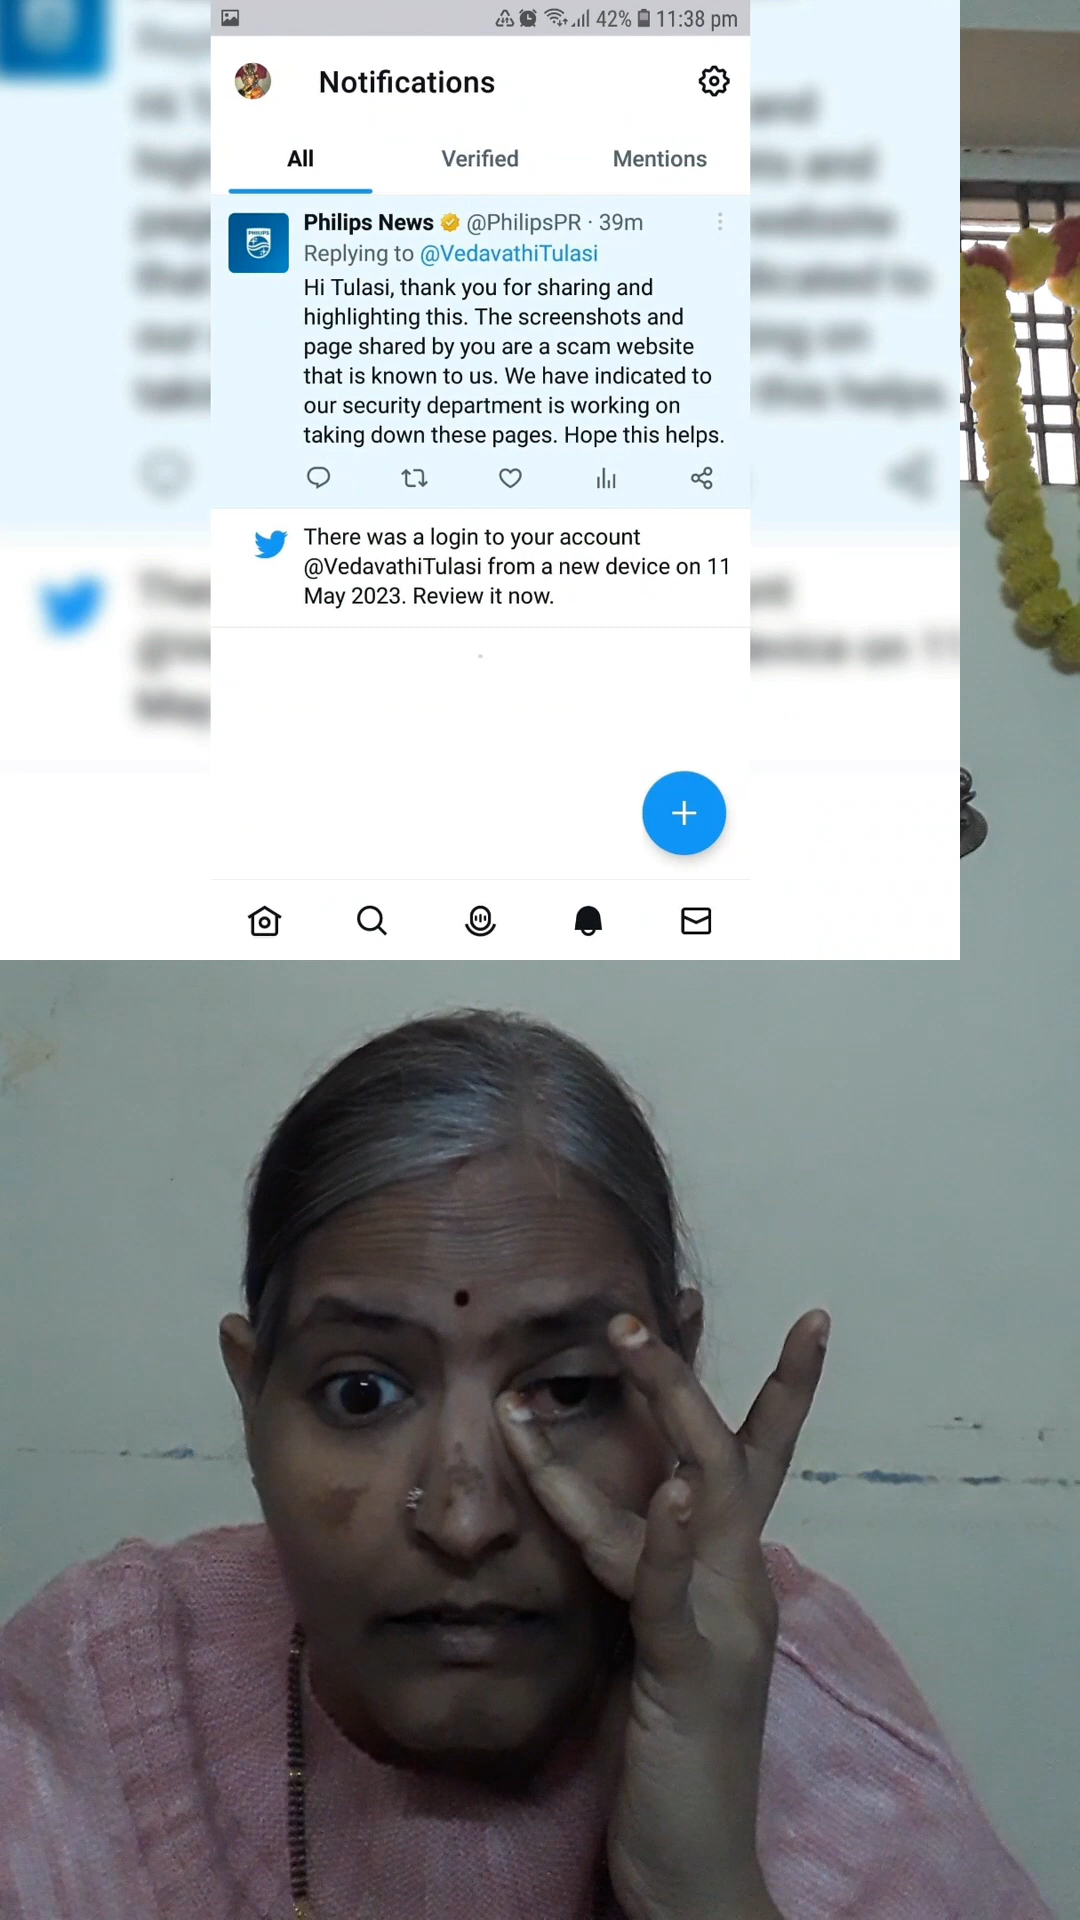 42% 11:38 pm
Notifications
All Verified Mentions
PHILIPS
Philips News @PhilipsPR · 39m
Replying to @VedavathiTulasi
Hi Tulasi, thank you for sharing and
highlighting this. The screenshots and
page shared by you are a scam website
that is known to us. We have indicated to
our security department is working on
taking down these pages. Hope this helps.
There was a login to your account
@VedavathiTulasi from a new device on 11
May 2023. Review it now.